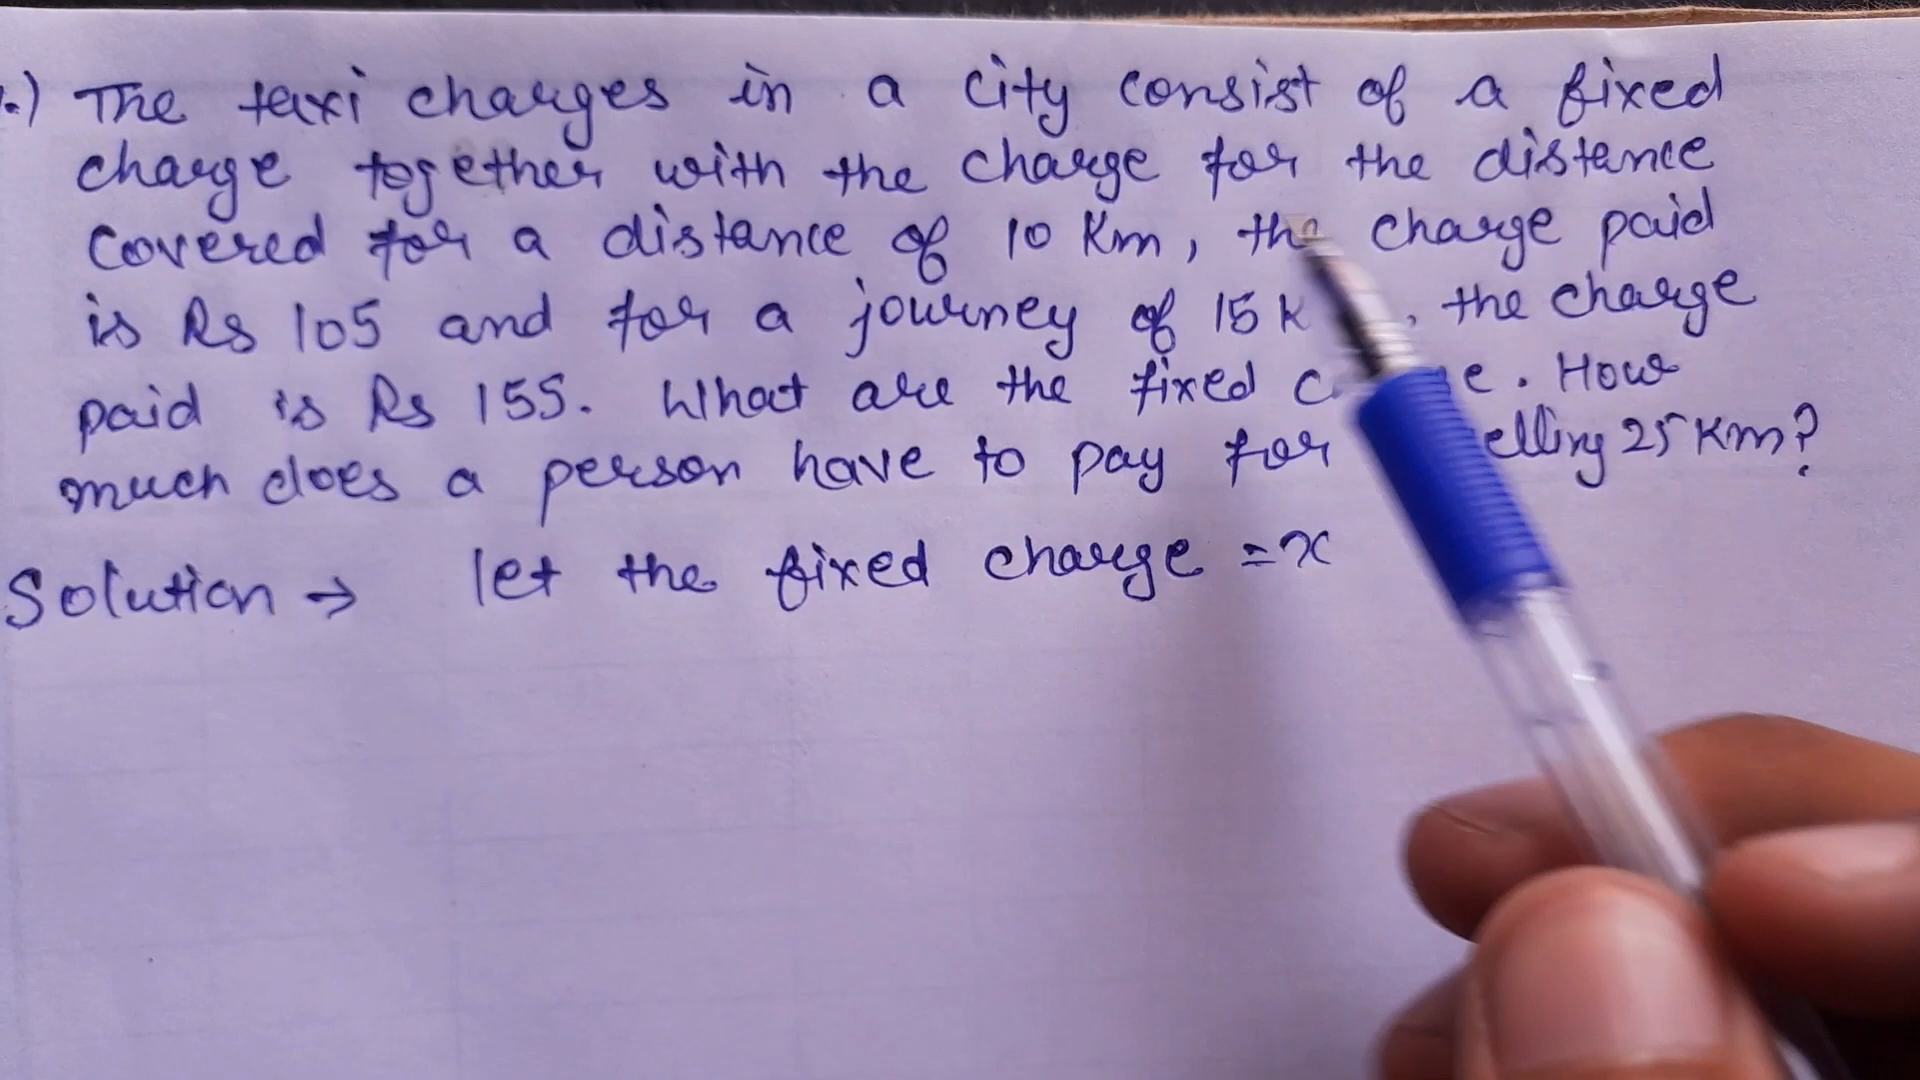 .) The taxi charges in a city consist of a fixed
charge together with the charge for the distance
covered for a distance of 10 Km, the charge paid
is Rs 105 and for a journey of 15 K , the charge
paid is Rs 155. What are the fixed c e. How
much does a person have to pay for elling 25 Km?
Solution → let the fixed charge = x